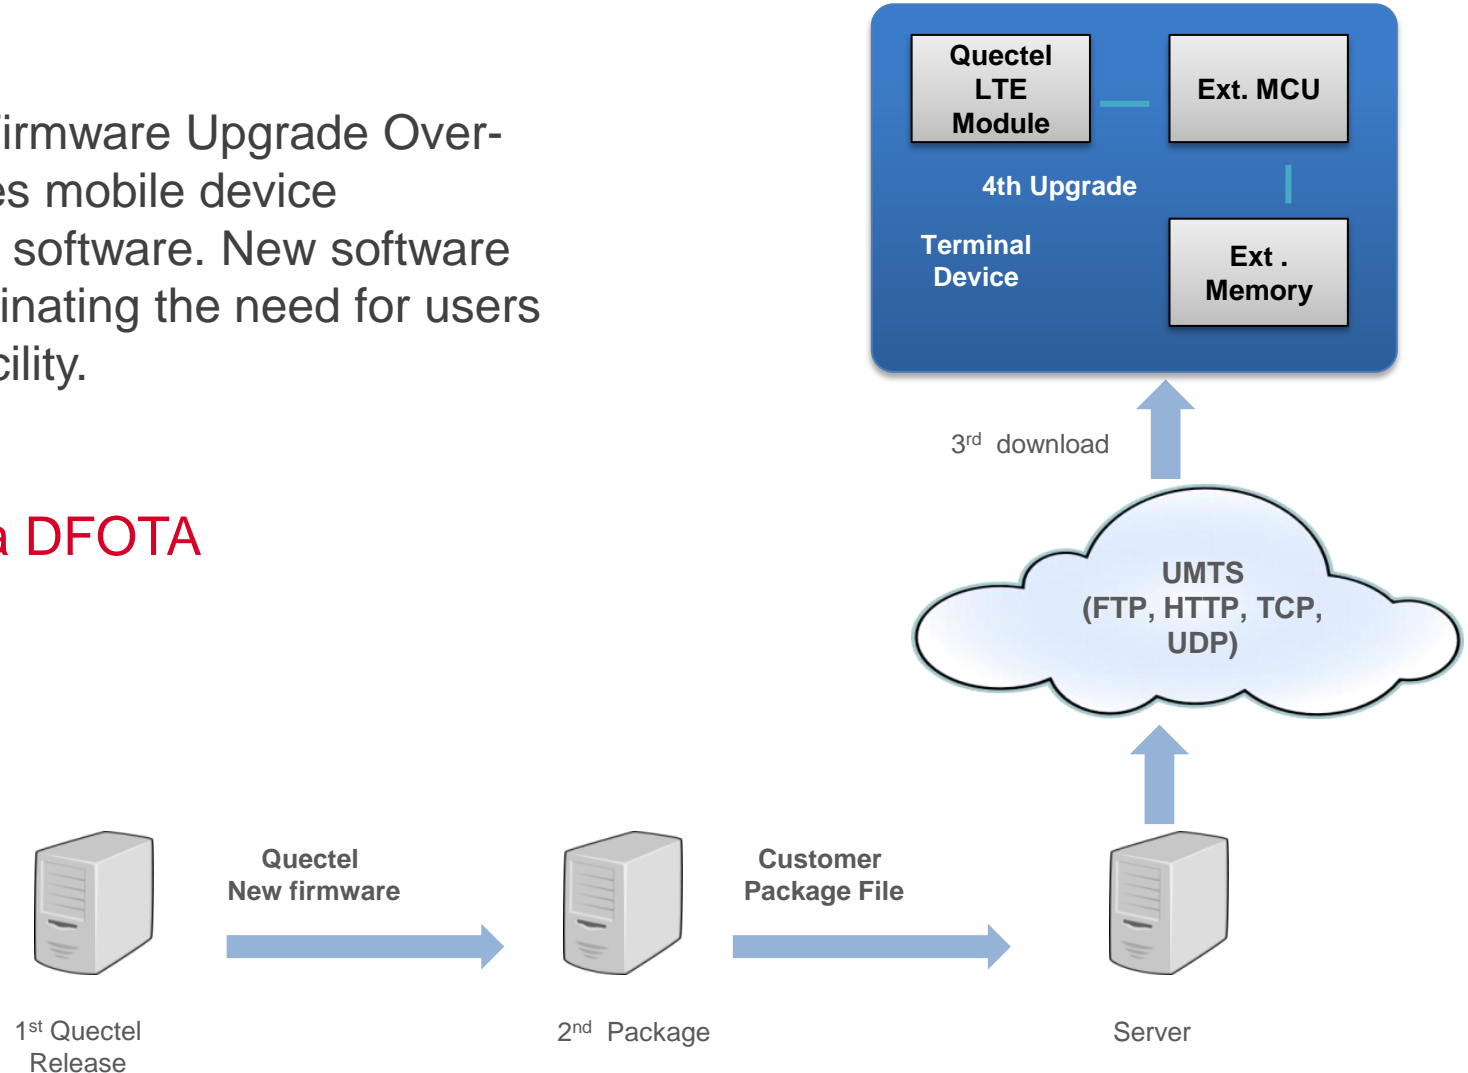 Firmware Upgrade Over-
es mobile device
software. New software
inating the need for users
cility.
a DFOTA
Quectel
LTE
Module
Ext. MCU
4th Upgrade
Terminal
Device
Ext .
Memory
3rd download
UMTS
(FTP, HTTP, TCP,
UDP)
Quectel
New firmware
Customer
Package File
1st Quectel
Release
2nd Package
Server